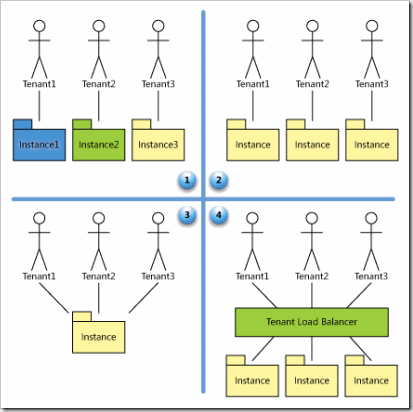 Tenant1 Tenant2 Tenant3
Instance1 Instance2 Instance3
1
Tenant1 Tenant2 Tenant3
Instance Instance Instance
2
3
Tenant1 Tenant2 Tenant3
Instance
4
Tenant1 Tenant2 Tenant3
Tenant Load Balancer
Instance Instance Instance